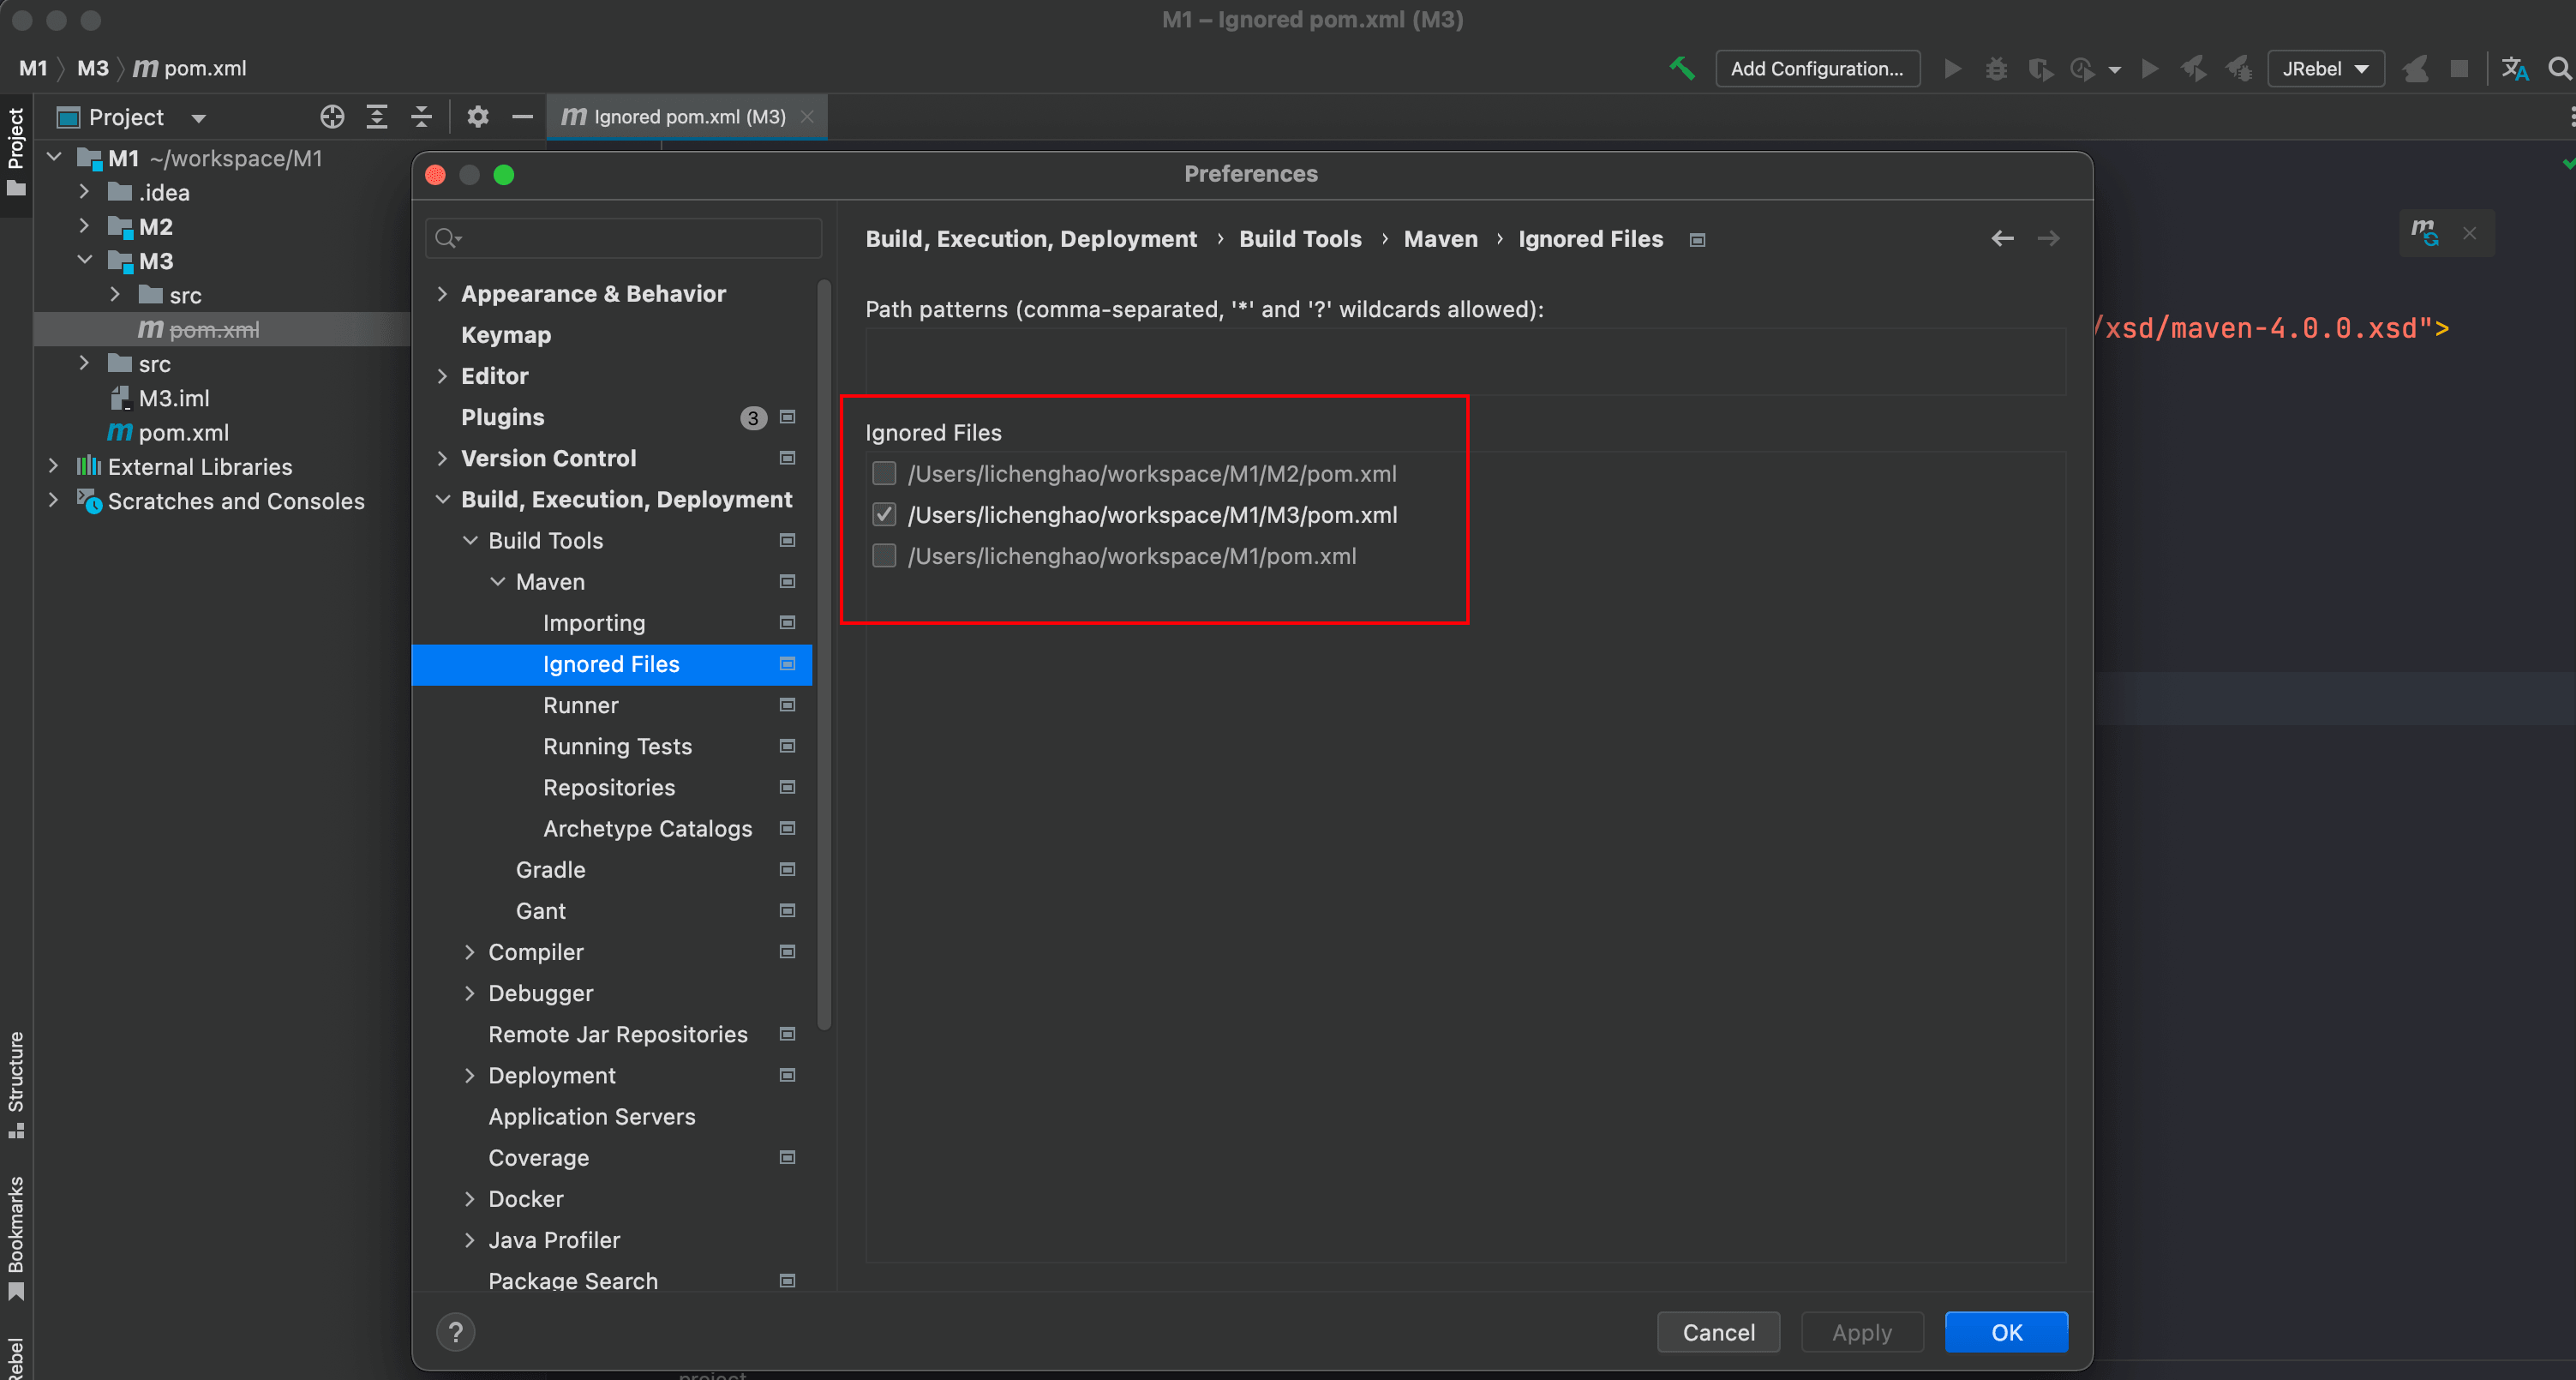 M1 – Ignored pom.xml (M3)
M1 M3 m pom.xml
Add Configuration...
JRebel
Project
m Ignored pom.xml (M3)
Project
M1 ~/workspace/M1
.idea
M2
M3
src
m pom.xml
src
M3.iml
m pom.xml
External Libraries
Scratches and Consoles
Structure
Bookmarks
Rebel
Preferences
Appearance & Behavior
Keymap
Editor
Plugins 3
Version Control
Build, Execution, Deployment
Build Tools
Maven
Importing
Ignored Files
Runner
Running Tests
Repositories
Archetype Catalogs
Gradle
Gant
Compiler
Debugger
Remote Jar Repositories
Deployment
Application Servers
Coverage
Docker
Java Profiler
Package Search
?
Build, Execution, Deployment › Build Tools › Maven › Ignored Files
Path patterns (comma-separated, '*' and '?' wildcards allowed):
Ignored Files
/Users/lichenghao/workspace/M1/M2/pom.xml
/Users/lichenghao/workspace/M1/M3/pom.xml
/Users/lichenghao/workspace/M1/pom.xml
Cancel
Apply
OK
m
/xsd/maven-4.0.0.xsd">
project